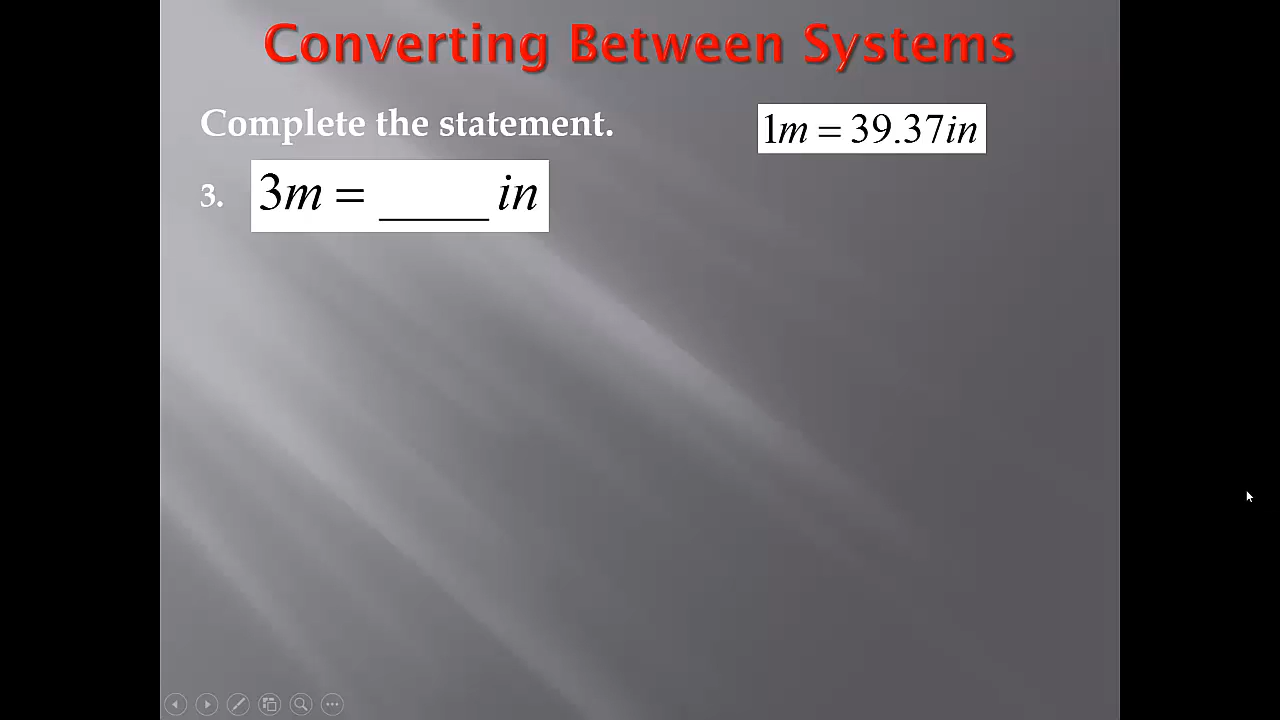 Converting Between Systems
Complete the statement.
1m = 39.37in
3. 3m = _____ in